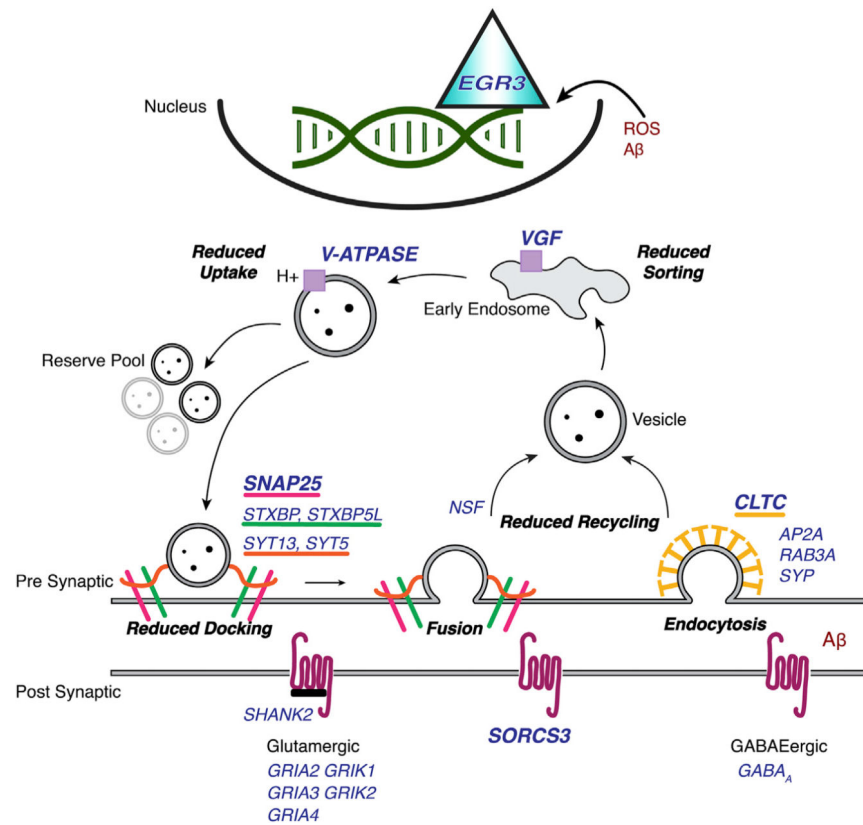 EGR3
Nucleus
ROS
Aβ
Reduced
Uptake
V-ATPASE
H+
VGF
Reduced
Sorting
Early Endosome
Reserve Pool
Vesicle
SNAP25
STXBP, STXBP5L
SYT13, SYT5
NSF
Reduced Recycling
CLTC
AP2A
RAB3A
SYP
Pre Synaptic
Reduced Docking
Fusion
Endocytosis
Aβ
Post Synaptic
SHANK2
SORCS3
Glutamergic
GRIA2 GRIK1
GRIA3 GRIK2
GRIA4
GABAEergic
GABA_A